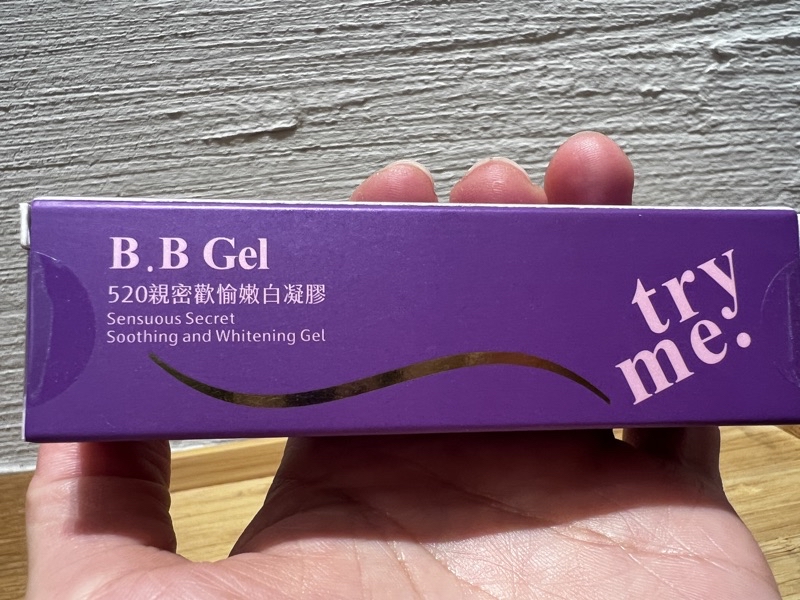 B.B Gel
520親密歡愉嫩白凝膠
Sensuous Secret
Soothing and Whitening Gel
try
me.